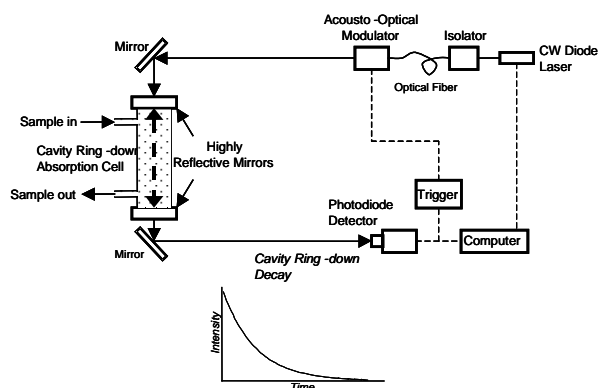 Acousto -Optical
Modulator
Isolator
CW Diode
Laser
Mirror
Optical Fiber
Sample in
Cavity Ring -down
Absorption Cell
Highly
Reflective Mirrors
Sample out
Trigger
Photodiode
Detector
Computer
Mirror
Cavity Ring -down
Decay
Intensity
Time